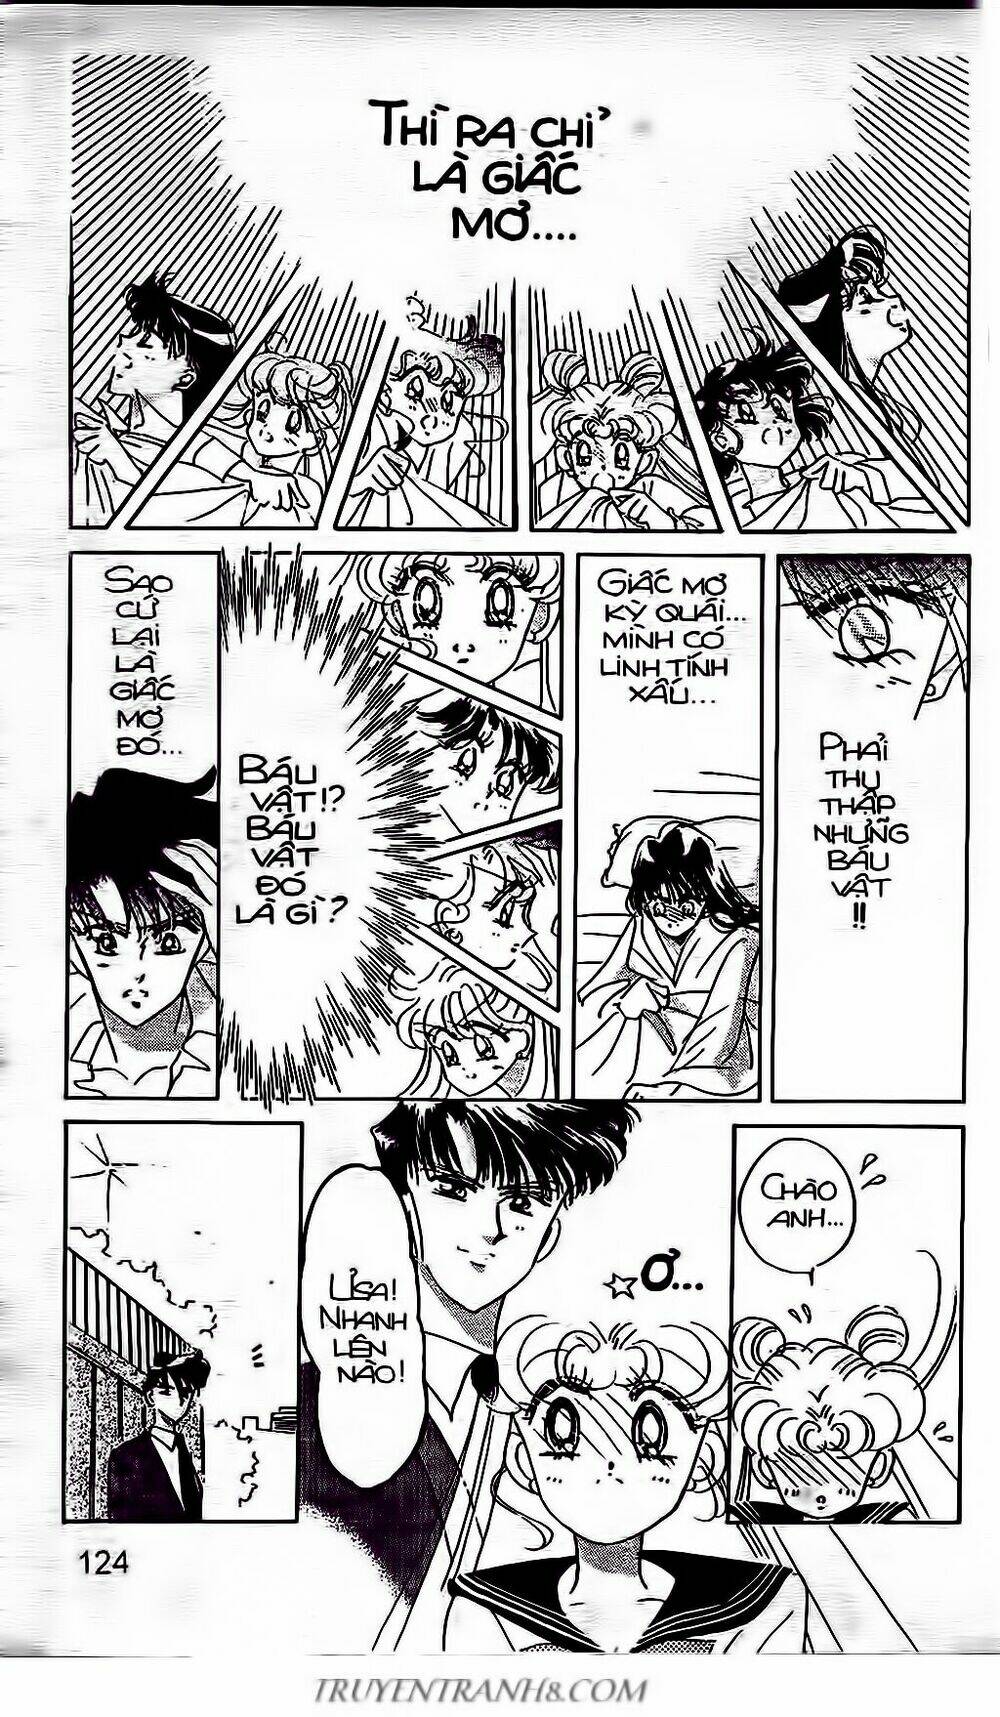 THÌ RA CHỈ
LÀ GIẤC
MƠ....
PHẢI
THU
THẬP
NHỮNG
BÁU
VẬT
!!
GIẤC MƠ
KỲ QUÁI...
MÌNH CÓ
LINH TÍNH
XẤU...
BÁU
VẬT!?
BÁU
VẬT
ĐÓ
LÀ GÌ?
SAO
CỨ
LẠI
LÀ
GIẤC
MƠ
ĐÓ...
CHÀO
ANH...
Ơ...
ỦSA!
NHANH
LÊN
NÀO!
124
TRUYENTRANH8.COM